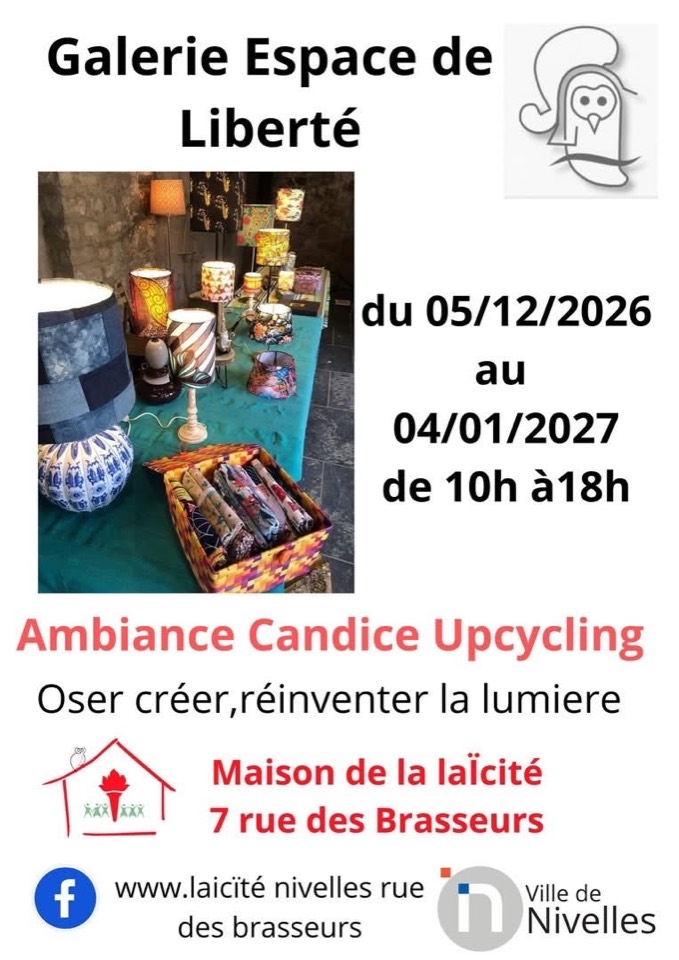 Galerie Espace de
Liberté
du 05/12/2026
au
04/01/2027
de 10h à18h
Ambiance Candice Upcycling
Oser créer,réinventer la lumiere
Maison de la laÏcité
7 rue des Brasseurs
www.laicïté nivelles rue
des brasseurs
Ville de
Nivelles